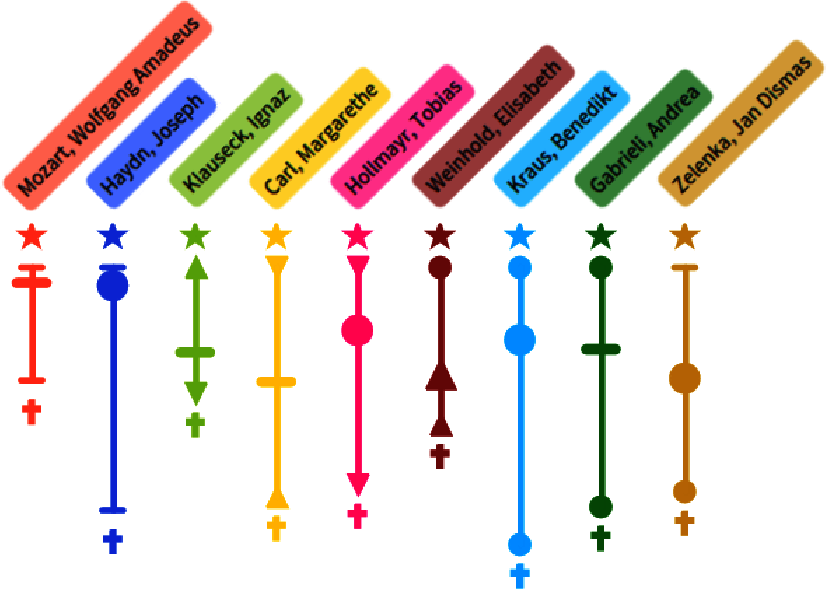 Mozart, Wolfgang Amadeus
Haydn, Joseph
Klauseck, Ignaz
Carl, Margarethe
Hollmayr, Tobias
Weinhold, Elisabeth
Kraus, Benedikt
Gabrieli, Andrea
Zelenka, Jan Dismas